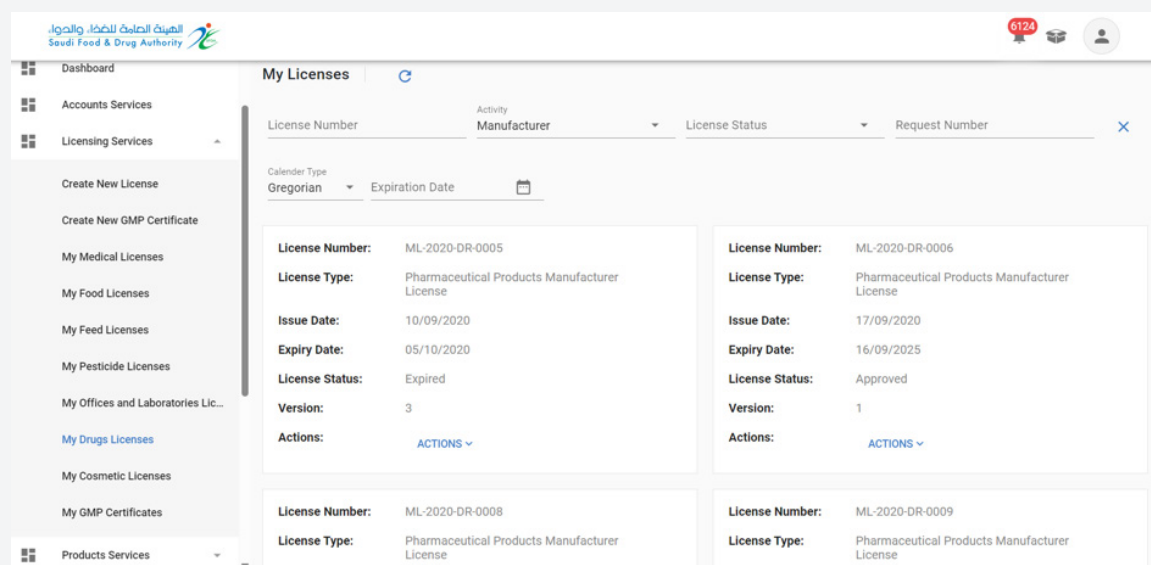 الهيئة العامة للغذاء والدواء
Saudi Food & Drug Authority
6124
Dashboard
Accounts Services
Licensing Services
Create New License
Create New GMP Certificate
My Medical Licenses
My Food Licenses
My Feed Licenses
My Pesticide Licenses
My Offices and Laboratories Lic...
My Drugs Licenses
My Cosmetic Licenses
My GMP Certificates
Products Services
My Licenses
License Number
Activity
Manufacturer
License Status
Request Number
Calender Type
Gregorian
Expiration Date
License Number: ML-2020-DR-0005
License Type: Pharmaceutical Products Manufacturer
License
Issue Date: 10/09/2020
Expiry Date: 05/10/2020
License Status: Expired
Version: 3
Actions: ACTIONS
License Number: ML-2020-DR-0006
License Type: Pharmaceutical Products Manufacturer
License
Issue Date: 17/09/2020
Expiry Date: 16/09/2025
License Status: Approved
Version: 1
Actions: ACTIONS
License Number: ML-2020-DR-0008
License Type: Pharmaceutical Products Manufacturer
License
License Number: ML-2020-DR-0009
License Type: Pharmaceutical Products Manufacturer
License